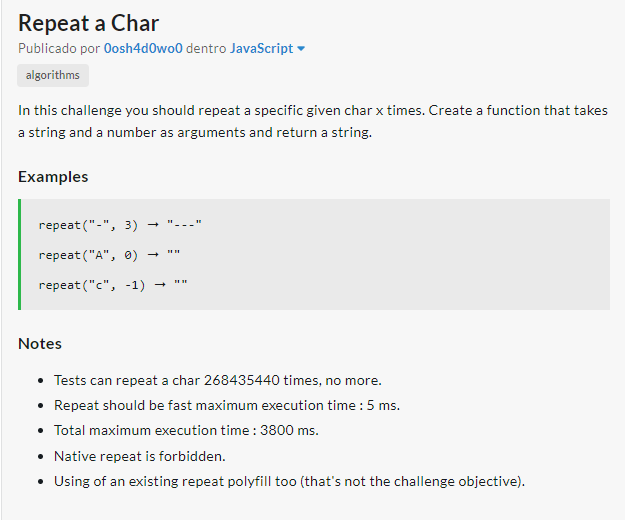 Repeat a Char
Publicado por 0osh4d0wo0 dentro JavaScript
algorithms
In this challenge you should repeat a specific given char x times. Create a function that takes
a string and a number as arguments and return a string.
Examples
repeat("-", 3) → "---"
repeat("A", 0) → ""
repeat("c", -1) → ""
Notes
• Tests can repeat a char 268435440 times, no more.
• Repeat should be fast maximum execution time : 5 ms.
• Total maximum execution time : 3800 ms.
• Native repeat is forbidden.
• Using of an existing repeat polyfill too (that's not the challenge objective).